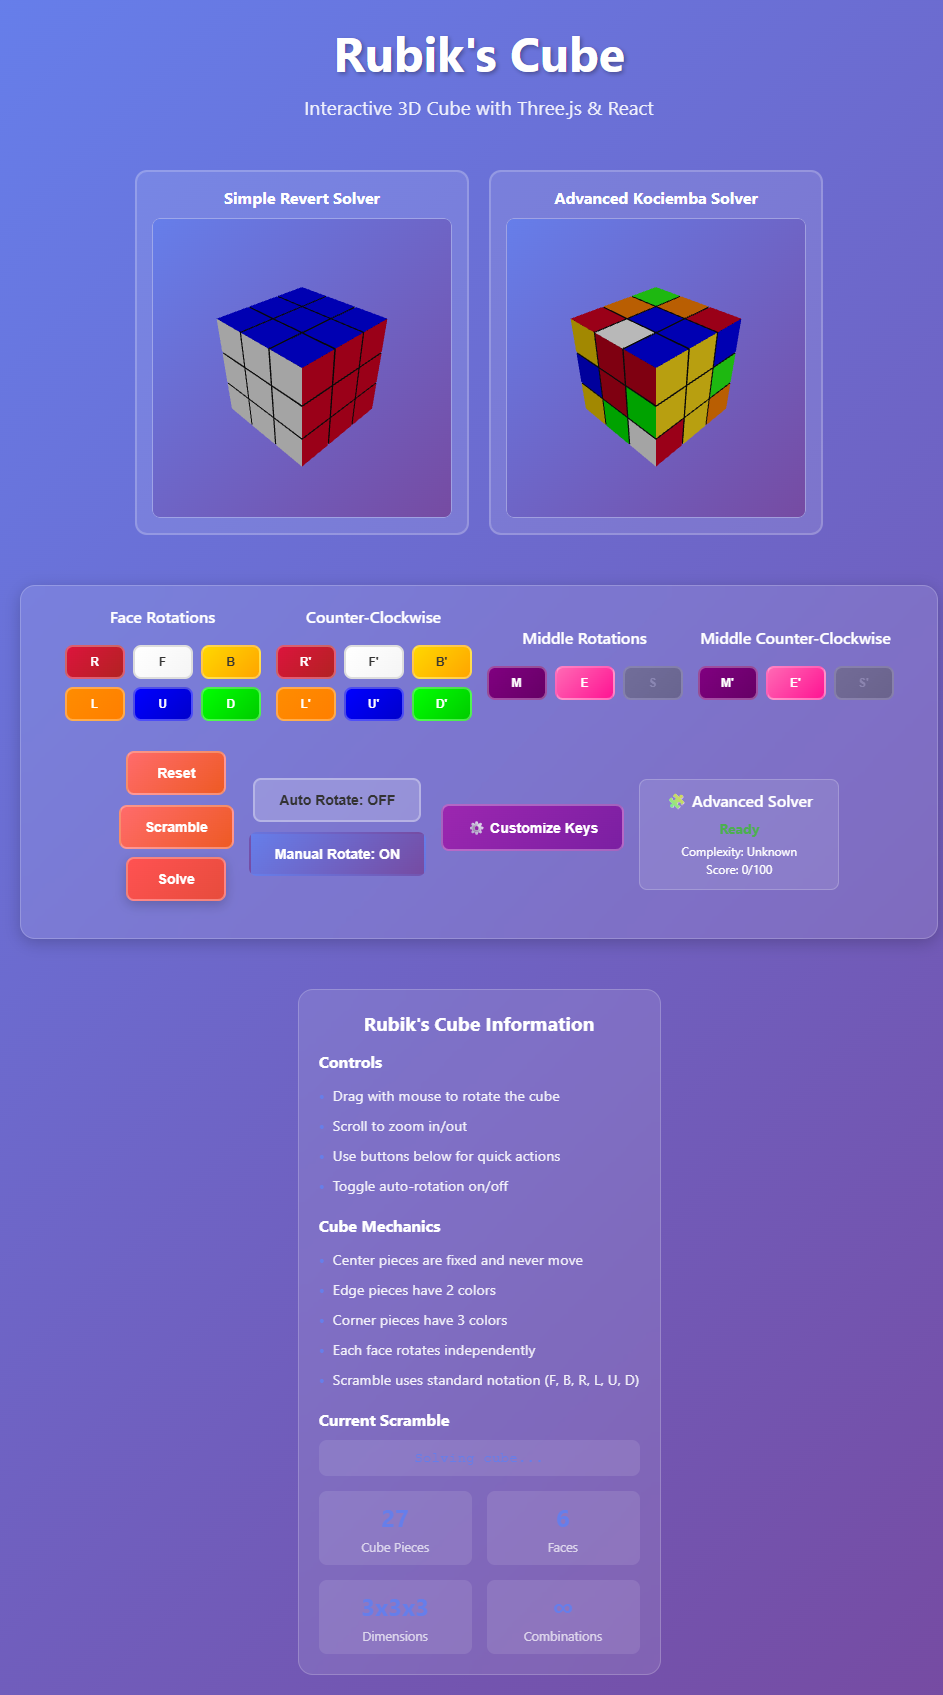 Rubik's Cube
Interactive 3D Cube with Three.js & React
Simple Revert Solver
Advanced Kociemba Solver
Face Rotations
R F B
L U D
Counter-Clockwise
R' F' B'
L' U' D'
Middle Rotations
M E S
Middle Counter-Clockwise
M' E' S'
Reset
Scramble
Solve
Auto Rotate: OFF
Manual Rotate: ON
⚙️ Customize Keys
🧩 Advanced Solver
Ready
Complexity: Unknown
Score: 0/100
Rubik's Cube Information
Controls
Drag with mouse to rotate the cube
Scroll to zoom in/out
Use buttons below for quick actions
Toggle auto-rotation on/off
Cube Mechanics
Center pieces are fixed and never move
Edge pieces have 2 colors
Corner pieces have 3 colors
Each face rotates independently
Scramble uses standard notation (F, B, R, L, U, D)
Current Scramble
27
Cube Pieces
6
Faces
3x3x3
Dimensions
Combinations